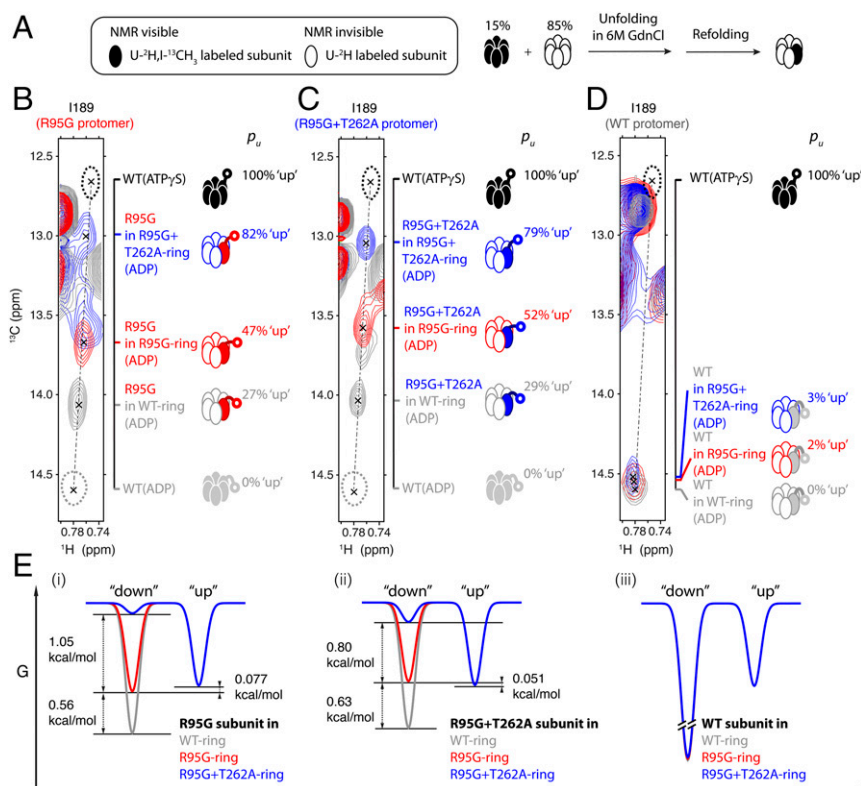 A
NMR visible
U-²H,I-¹³CH₃ labeled subunit
NMR invisible
U-²H labeled subunit
15%
+
85%
Unfolding
in 6M GdnCl
Refolding
B
I189
(R95G protomer)
pᵤ
¹³C (ppm)
12.5
13.0
13.5
14.0
14.5
0.78 0.74
¹H (ppm)
WT(ATPγS)
100% 'up'
R95G
in R95G+
T262A-ring
(ADP)
82% 'up'
R95G
in R95G-ring
(ADP)
47% 'up'
R95G
in WT-ring
(ADP)
27% 'up'
WT(ADP)
0% 'up'
C
I189
(R95G+T262A protomer)
pᵤ
12.5
13.0
13.5
14.0
14.5
0.78 0.74
¹H (ppm)
WT(ATPγS)
100% 'up'
R95G+T262A
in R95G+
T262A-ring
(ADP)
79% 'up'
R95G+T262A
in R95G-ring
(ADP)
52% 'up'
R95G+T262A
in WT-ring
(ADP)
29% 'up'
WT(ADP)
0% 'up'
D
I189
(WT protomer)
pᵤ
12.5
13.0
13.5
14.0
14.5
0.78 0.74
¹H (ppm)
WT(ATPγS)
100% 'up'
WT
in R95G+
T262A-ring
(ADP)
3% 'up'
WT
in R95G-ring
(ADP)
2% 'up'
WT
in WT-ring
(ADP)
0% 'up'
E
G
(i)
"down"
"up"
1.05
kcal/mol
0.56
kcal/mol
0.077
kcal/mol
R95G subunit in
WT-ring
R95G-ring
R95G+T262A-ring
(ii)
"down"
"up"
0.80
kcal/mol
0.63
kcal/mol
0.051
kcal/mol
R95G+T262A subunit in
WT-ring
R95G-ring
R95G+T262A-ring
(iii)
"down"
"up"
WT subunit in
WT-ring
R95G-ring
R95G+T262A-ring